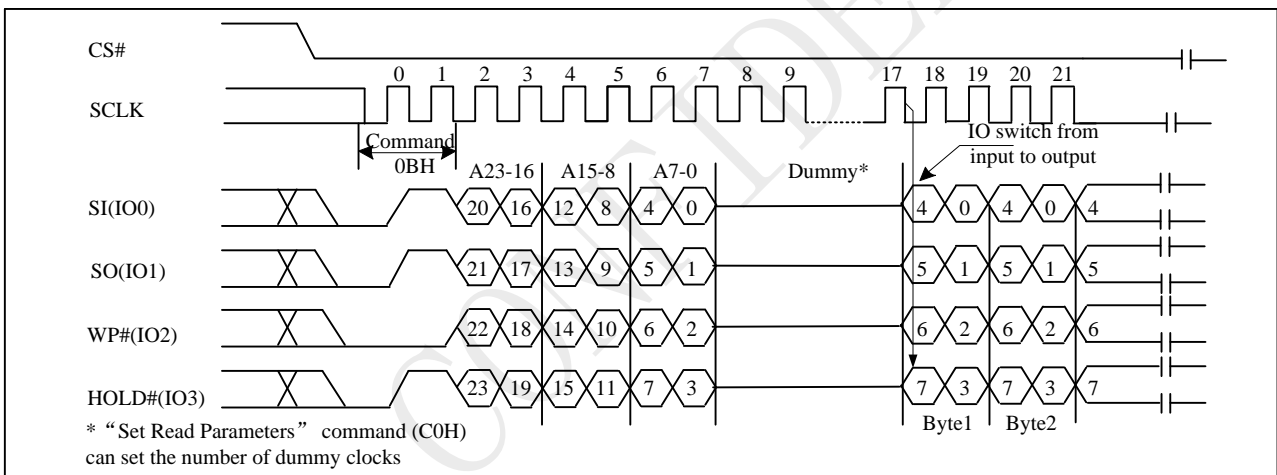 CS#
0 1 2 3 4 5 6 7 8 9 17 18 19 20 21
SCLK
Command
0BH
IO switch from
input to output
A23-16 A15-8 A7-0 Dummy*
SI(IO0) 20 16 12 8 4 0 4 0 4 0 4
SO(IO1) 21 17 13 9 5 1 5 1 5 1 5
WP#(IO2) 22 18 14 10 6 2 6 2 6 2 6
HOLD#(IO3) 23 19 15 11 7 3 7 3 7 3 7
Byte1 Byte2
* “Set Read Parameters” command (C0H)
can set the number of dummy clocks